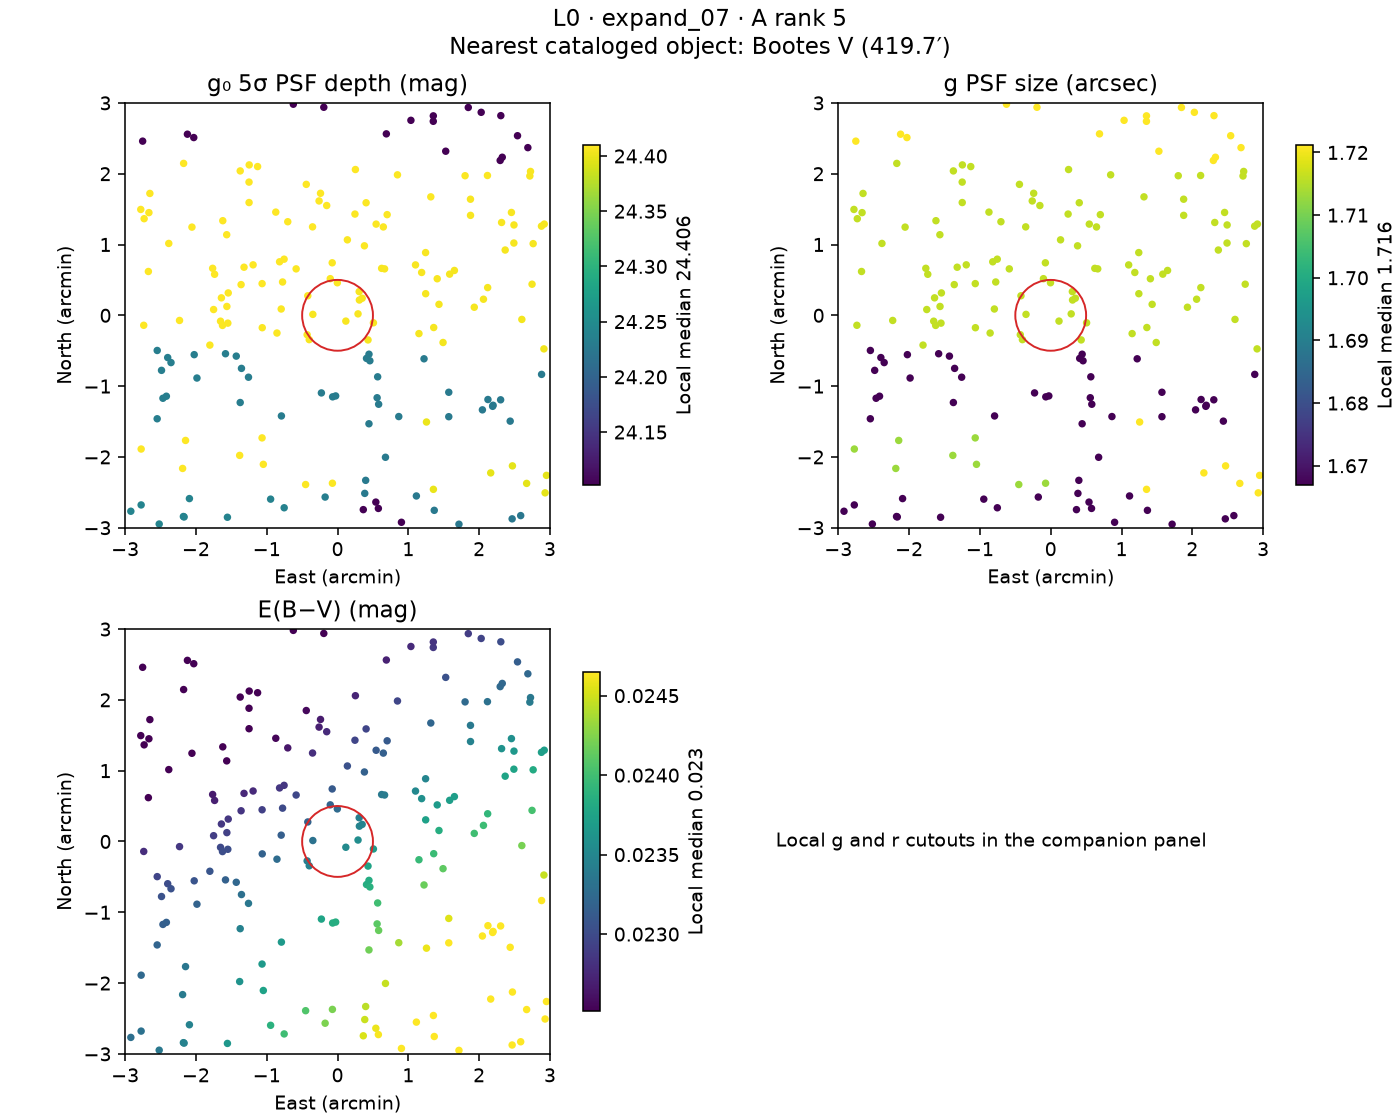 L0 · expand_07 · A rank 5
Nearest cataloged object: Bootes V (419.7′)
g₀ 5σ PSF depth (mag)
3
2
1
0
−1
−2
−3
−3 −2 −1 0 1 2 3
North (arcmin)
East (arcmin)
24.40
24.35
24.30
24.25
24.20
24.15
Local median 24.406
g PSF size (arcsec)
3
2
1
0
−1
−2
−3
−3 −2 −1 0 1 2 3
North (arcmin)
East (arcmin)
1.72
1.71
1.70
1.69
1.68
1.67
Local median 1.716
E(B−V) (mag)
3
2
1
0
−1
−2
−3
−3 −2 −1 0 1 2 3
North (arcmin)
East (arcmin)
0.0245
0.0240
0.0235
0.0230
Local median 0.023
Local g and r cutouts in the companion panel